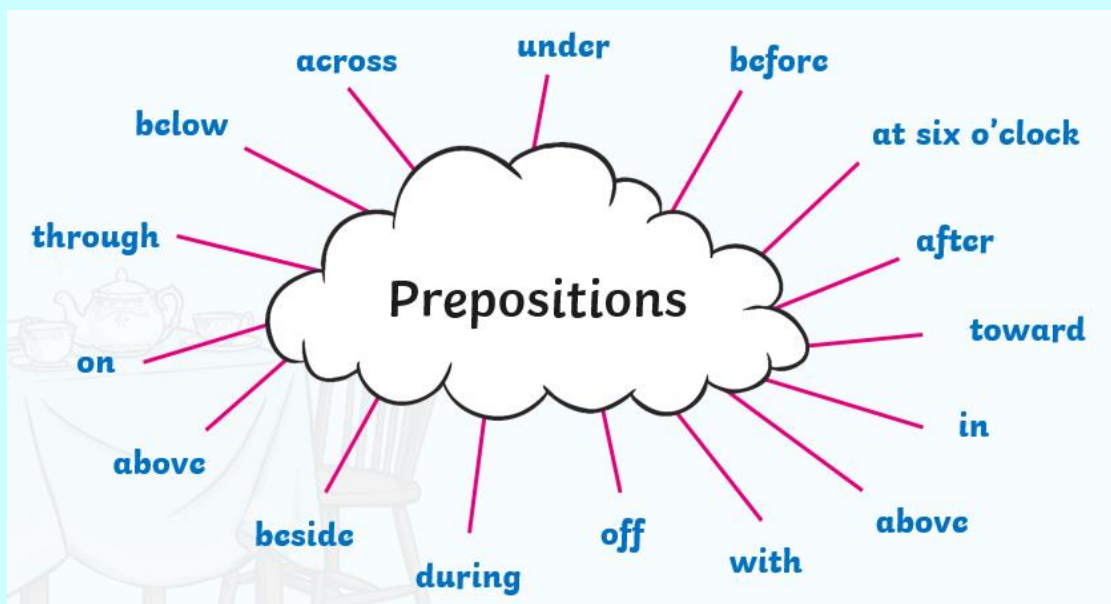 under
across
before
below
at six o'clock
through
after
Prepositions
toward
on
in
above
above
beside
off
with
during